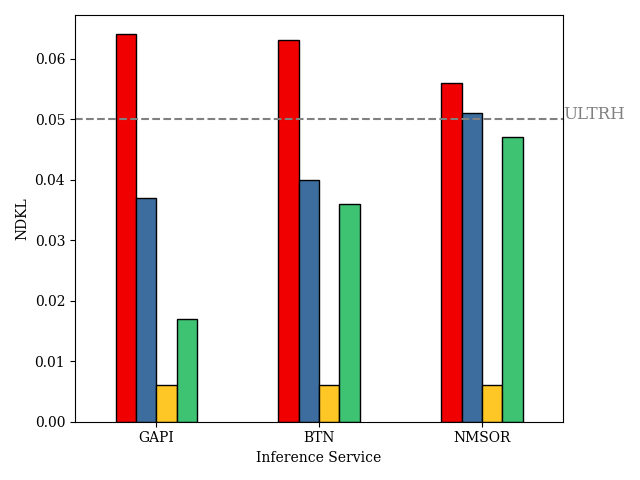 0.06
0.05
0.04
0.03
0.02
0.01
0.00
NDKL
ULTRH
GAPI
BTN
NMSOR
Inference Service